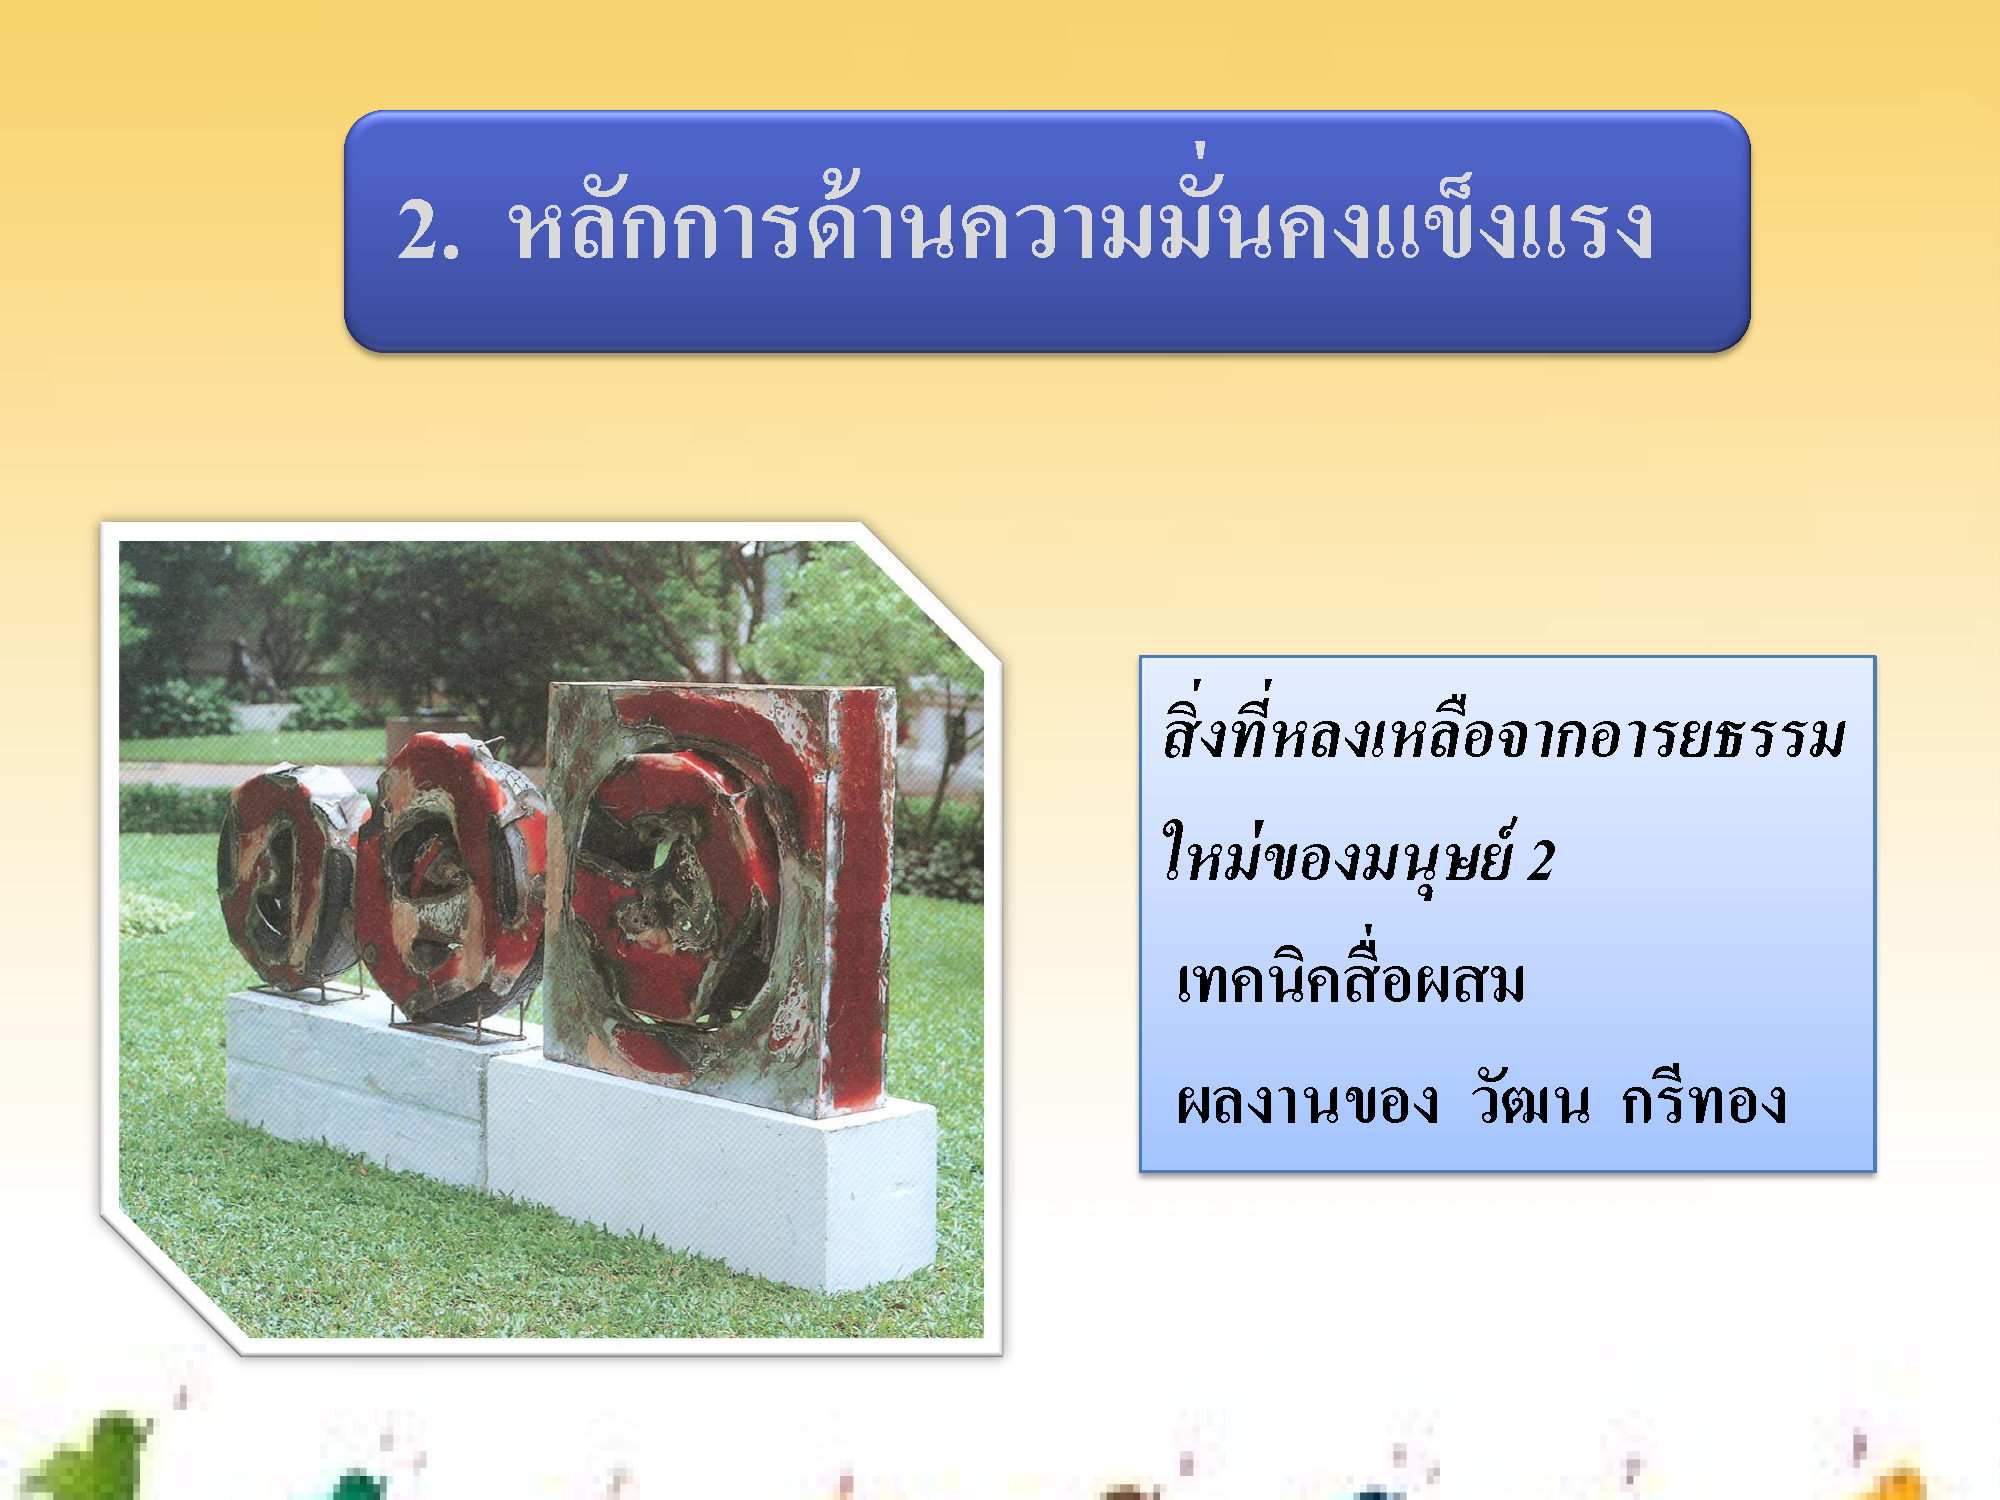 2. หลักการด้านความมั่นคงแข็งแรง
สิ่งที่หลงเหลือจากอารยธรรม
ใหม่ของมนุษย์ 2
เทคนิคสื่อผสม
ผลงานของ วัฒน กรีทอง